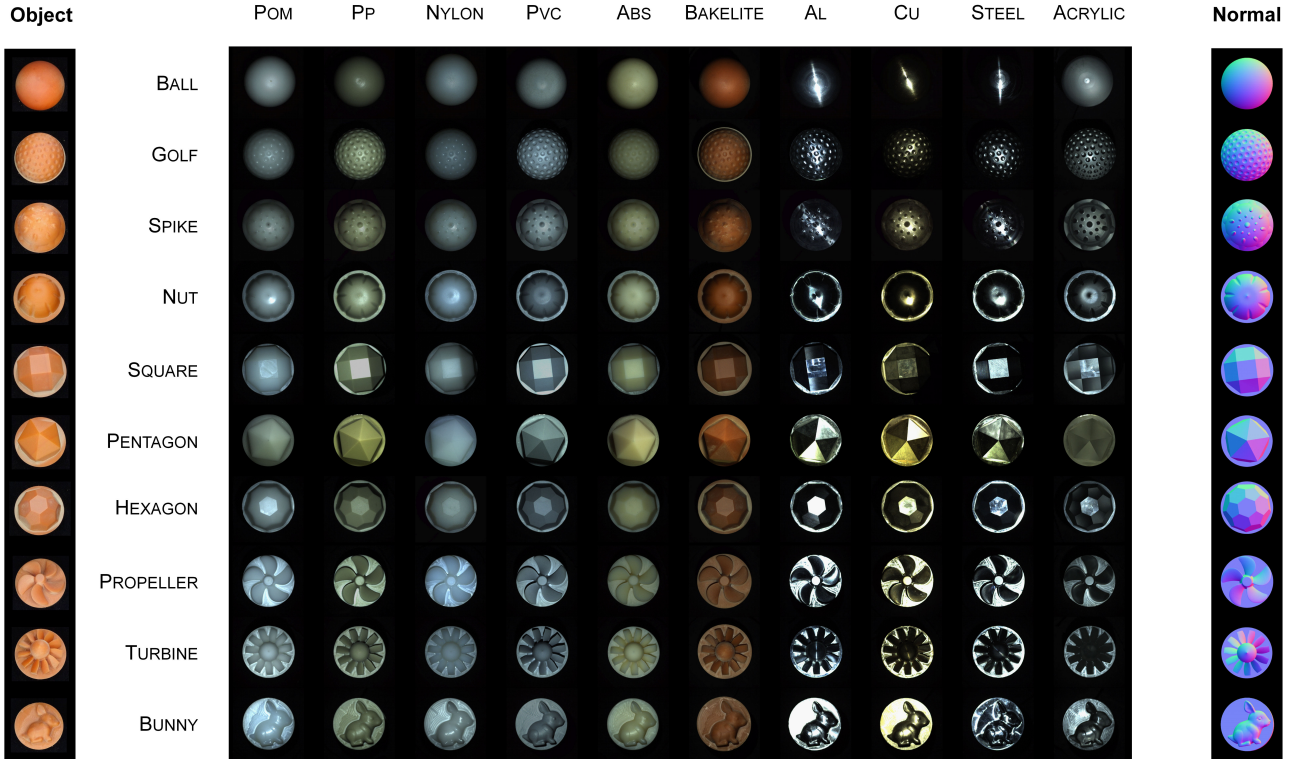 Object POM PP NYLON PVC ABS BAKELITE AL CU STEEL ACRYLIC Normal
BALL
GOLF
SPIKE
NUT
SQUARE
PENTAGON
HEXAGON
PROPELLER
TURBINE
BUNNY